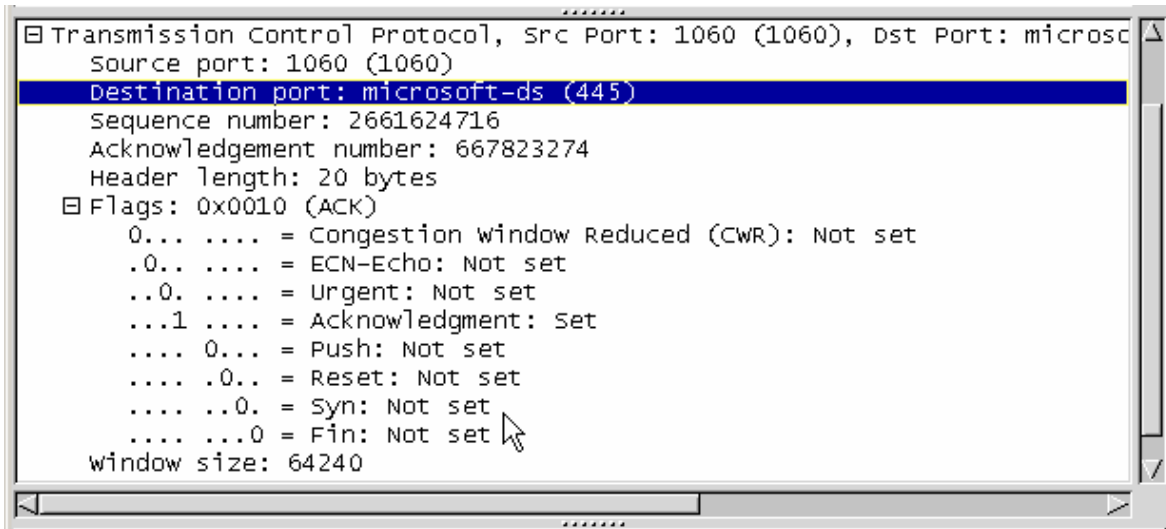 Transmission Control Protocol, Src Port: 1060 (1060), Dst Port: microsc
Source port: 1060 (1060)
Destination port: microsoft-ds (445)
Sequence number: 2661624716
Acknowledgement number: 667823274
Header length: 20 bytes
Flags: 0x0010 (ACK)
0... .... = Congestion Window Reduced (CWR): Not set
.0.. .... = ECN-Echo: Not set
..0. .... = Urgent: Not set
...1 .... = Acknowledgment: Set
.... 0... = Push: Not set
.... .0.. = Reset: Not set
.... ..0. = Syn: Not set
.... ...0 = Fin: Not set
Window size: 64240